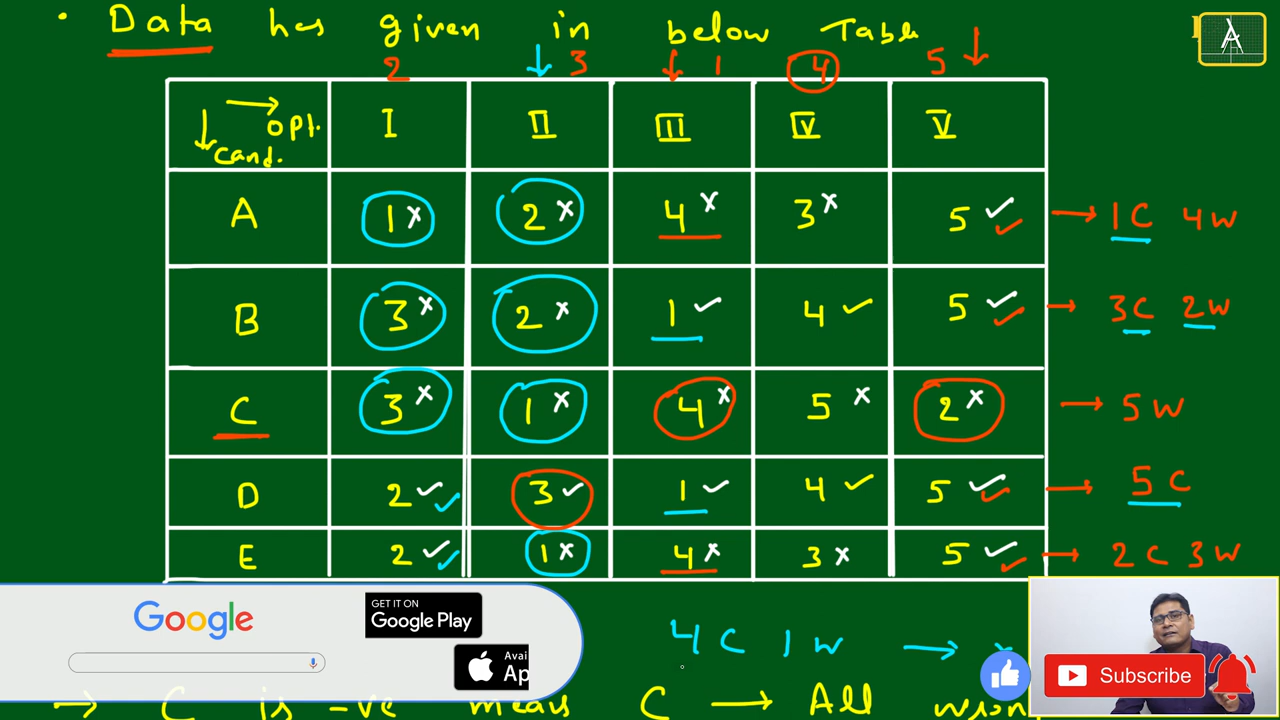 • Data has given in below Table
2 ↓ 3 ↓ 1 4 5 ↓
→ opt. ↓ cand. I II III IV V
A 1 x 2 x 4 x 3 x 5 ✓ ✓ → 1C 4W
B 3 x 2 x 1 ✓ 4 ✓ 5 ✓ ✓ → 3C 2W
C 3 x 1 x 4 x 5 x 2 x → 5W
D 2 ✓ ✓ 3 ✓ 1 ✓ 4 ✓ 5 ✓ ✓ → 5C
E 2 ✓ ✓ 1 x 4 x 3 x 5 ✓ ✓ → 2C 3W
Google
GET IT ON
Google Play
4C 1W → x
Subscribe
→ C is -ve means C → All wrong